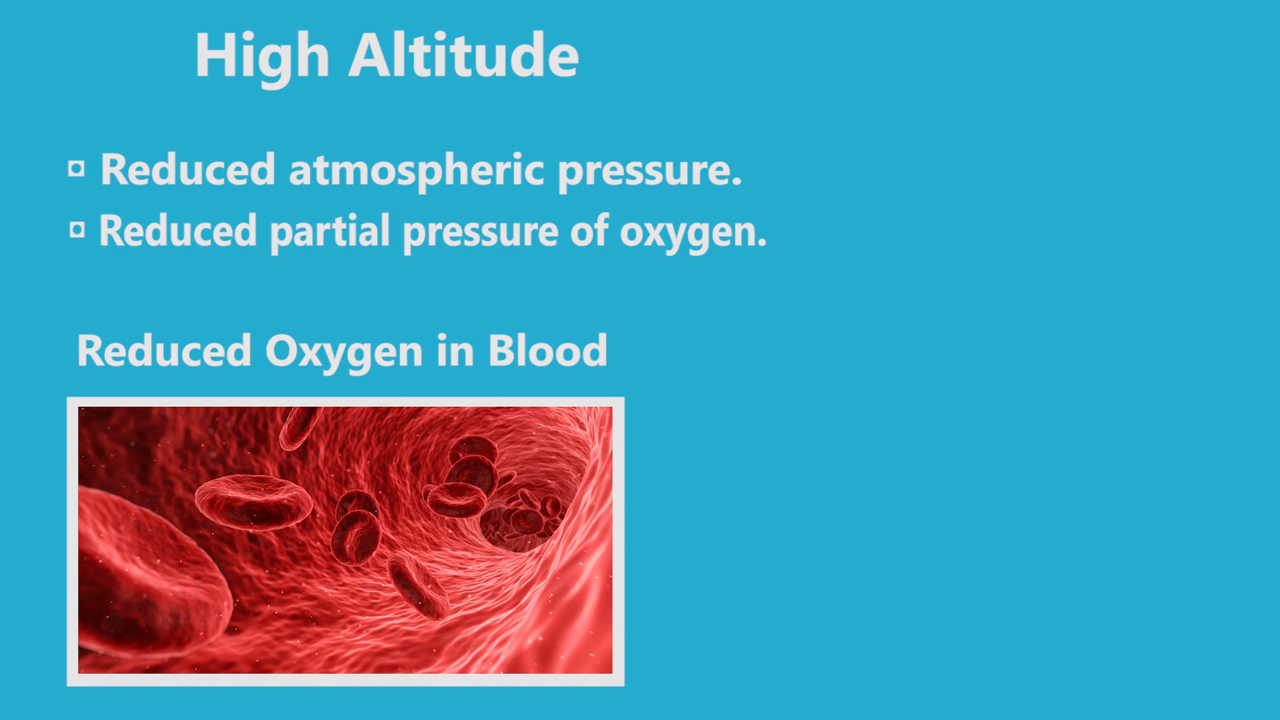 High Altitude
Reduced atmospheric pressure.
Reduced partial pressure of oxygen.
Reduced Oxygen in Blood